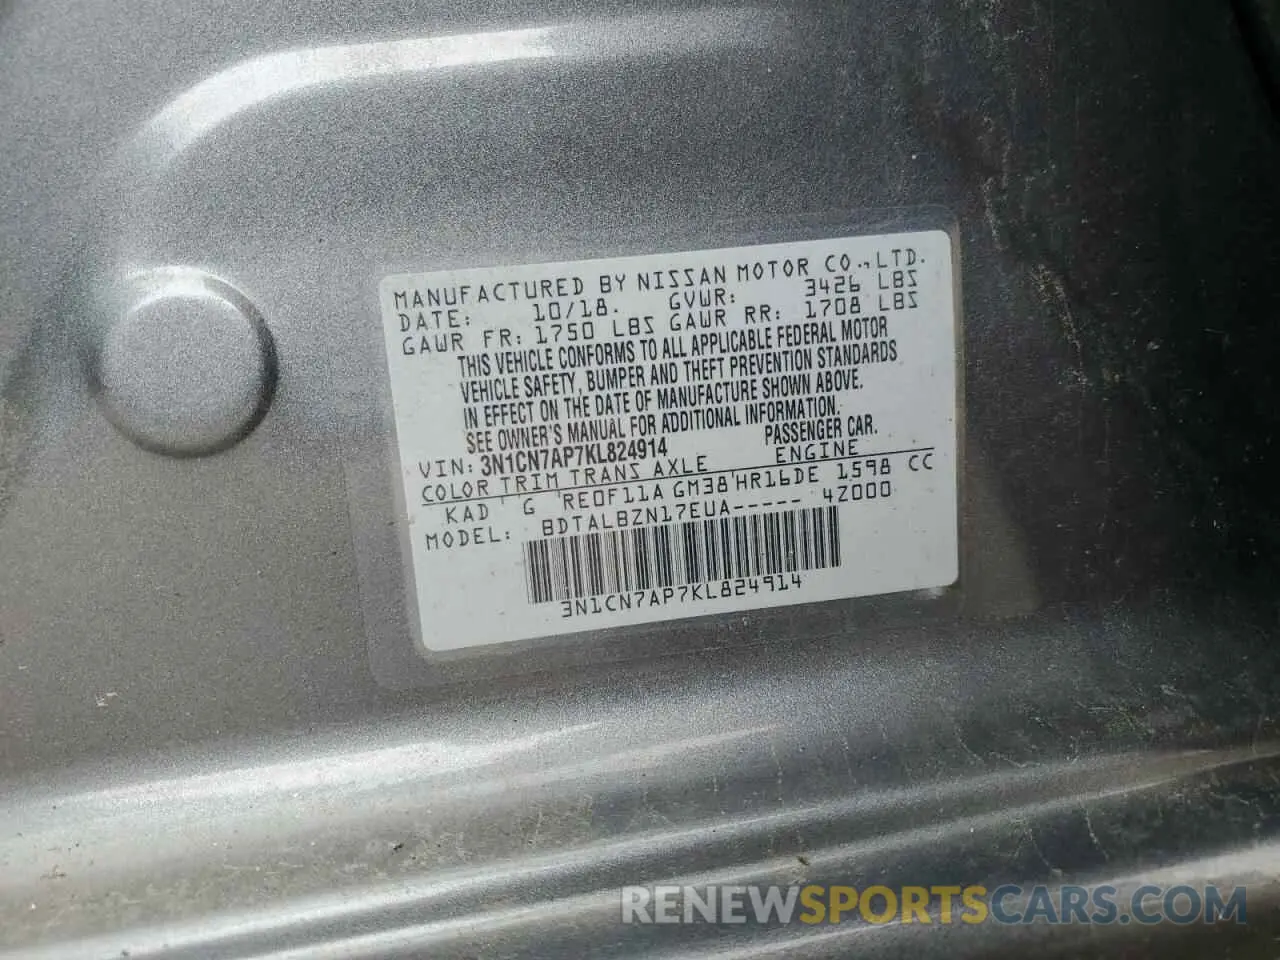 MANUFACTURED BY NISSAN MOTOR CO.,LTD.
DATE: 10/18. GVWR: 3426 LBS
GAWR FR: 1750 LBS GAWR RR: 1708 LBS
THIS VEHICLE CONFORMS TO ALL APPLICABLE FEDERAL MOTOR
VEHICLE SAFETY, BUMPER AND THEFT PREVENTION STANDARDS
IN EFFECT ON THE DATE OF MANUFACTURE SHOWN ABOVE.
SEE OWNER'S MANUAL FOR ADDITIONAL INFORMATION.
VIN: 3N1CN7AP7KL824914 PASSENGER CAR.
COLOR TRIM TRANS AXLE ENGINE
KAD ' G 'RE0F11A GM38'HR16DE 1598 CC
MODEL: BDTALBZN17EUA----- 42000
3N1CN7AP7KL824914
RENEWSPORTSCARS.COM